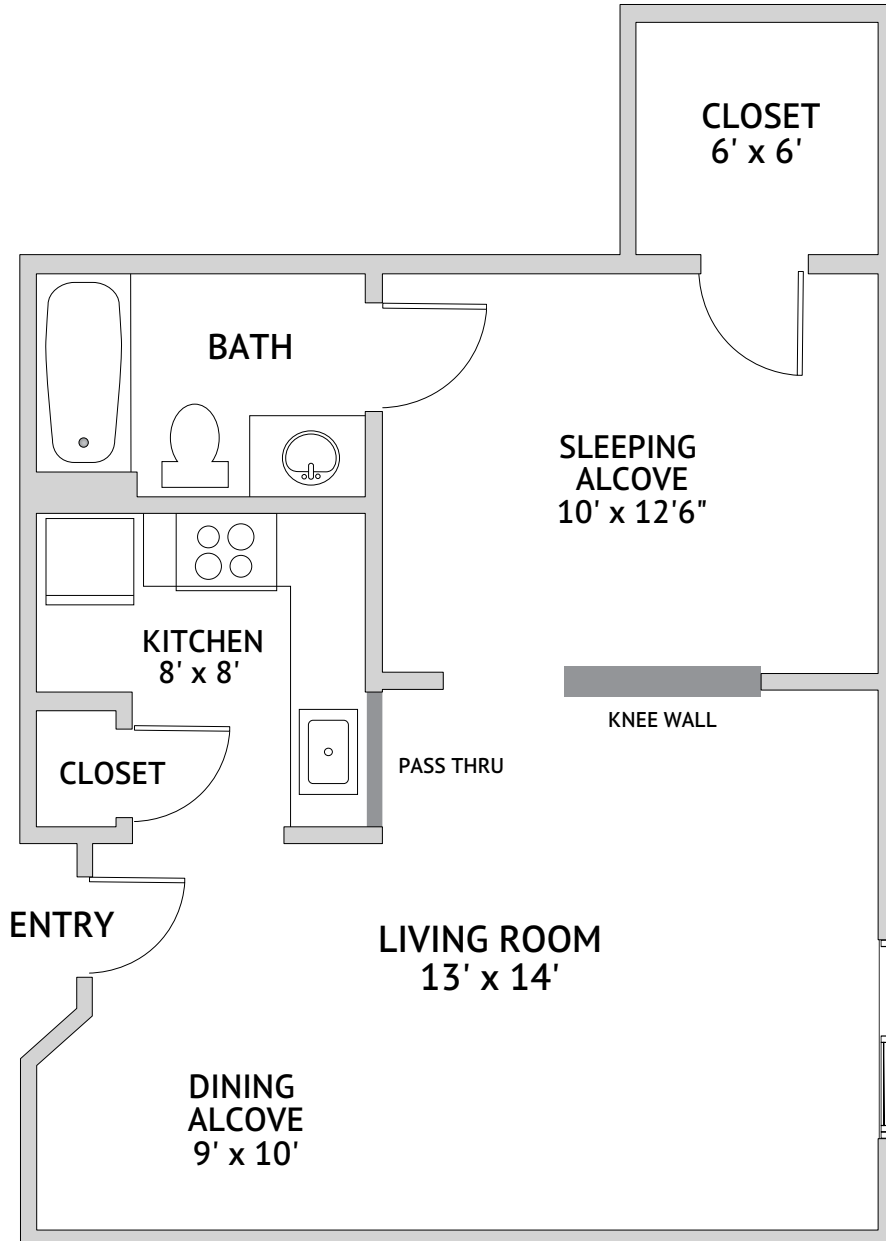 CLOSET
6' x 6'
BATH
SLEEPING
ALCOVE
10' x 12'6"
KITCHEN
8' x 8'
KNEE WALL
CLOSET
PASS THRU
ENTRY
LIVING ROOM
13' x 14'
DINING
ALCOVE
9' x 10'